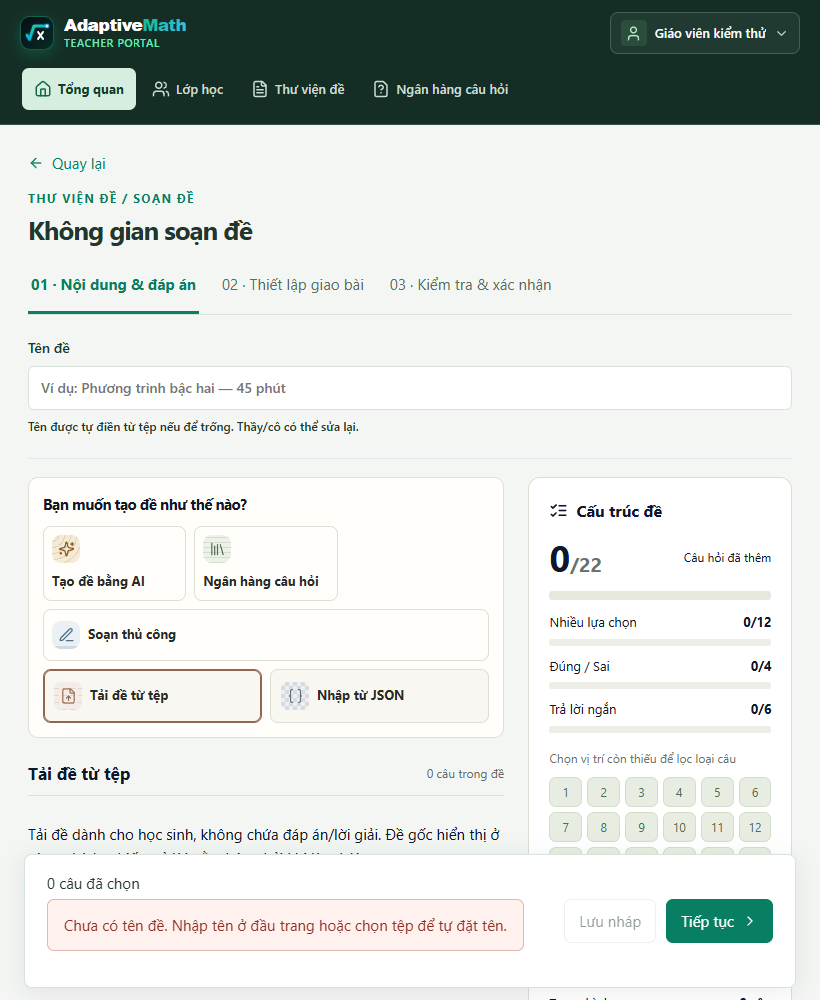 √x
AdaptiveMath
TEACHER PORTAL
Giáo viên kiểm thử
Tổng quan
Lớp học
Thư viện đề
Ngân hàng câu hỏi
Quay lại
THƯ VIỆN ĐỀ / SOẠN ĐỀ
Không gian soạn đề
01 · Nội dung & đáp án
02 · Thiết lập giao bài
03 · Kiểm tra & xác nhận
Tên đề
Ví dụ: Phương trình bậc hai — 45 phút
Tên được tự điền từ tệp nếu để trống. Thầy/cô có thể sửa lại.
Bạn muốn tạo đề như thế nào?
Tạo đề bằng AI
Ngân hàng câu hỏi
Soạn thủ công
Tải đề từ tệp
Nhập từ JSON
Tải đề từ tệp
0 câu trong đề
Tải đề dành cho học sinh, không chứa đáp án/lời giải. Đề gốc hiển thị ở
Cấu trúc đề
0/22
Câu hỏi đã thêm
Nhiều lựa chọn 0/12
Đúng / Sai 0/4
Trả lời ngắn 0/6
Chọn vị trí còn thiếu để lọc loại câu
1 2 3 4 5 6
7 8 9 10 11 12
0 câu đã chọn
Chưa có tên đề. Nhập tên ở đầu trang hoặc chọn tệp để tự đặt tên.
Lưu nháp
Tiếp tục